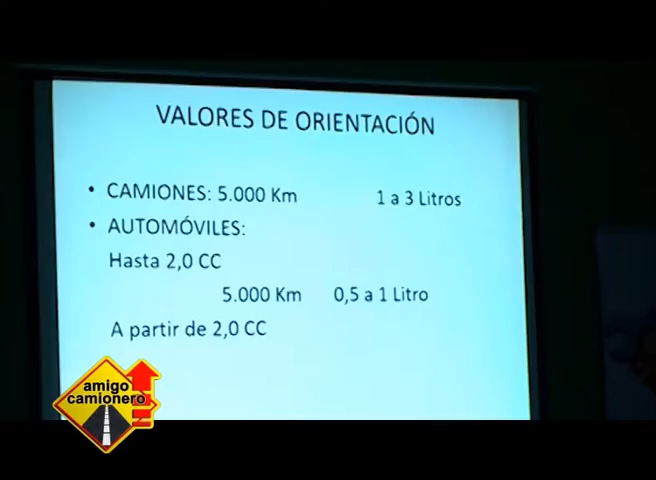 VALORES DE ORIENTACIÓN
• CAMIONES: 5.000 Km 1 a 3 Litros
• AUTOMÓVILES:
Hasta 2,0 CC
5.000 Km 0,5 a 1 Litro
A partir de 2,0 CC
amigo
camionero